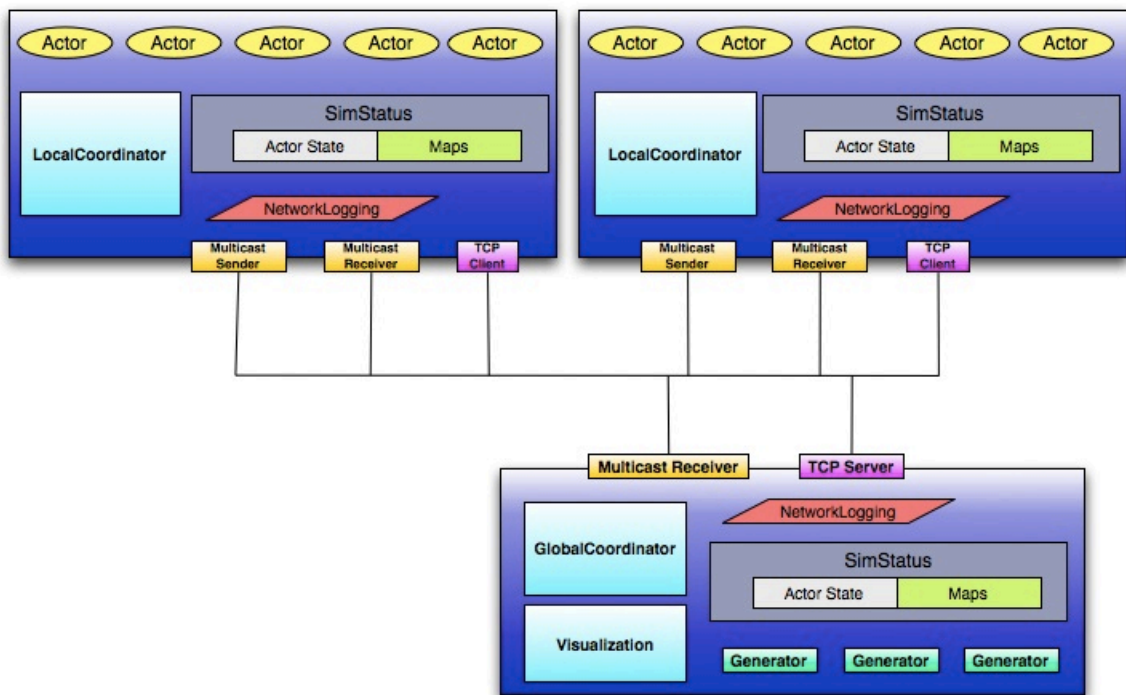 Actor Actor Actor Actor Actor
LocalCoordinator
SimStatus
Actor State Maps
NetworkLogging
Multicast
Sender
Multicast
Receiver
TCP
Client
Actor Actor Actor Actor Actor
LocalCoordinator
SimStatus
Actor State Maps
NetworkLogging
Multicast
Sender
Multicast
Receiver
TCP
Client
Multicast Receiver
TCP Server
GlobalCoordinator
Visualization
NetworkLogging
SimStatus
Actor State Maps
Generator Generator Generator